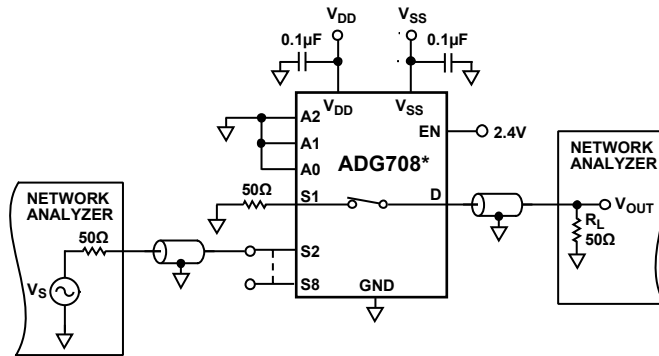 VDD
VSS
0.1µF
0.1µF
VDD
VSS
A2
A1
A0
EN
2.4V
ADG708*
NETWORK
ANALYZER
50Ω
S1
D
VOUT
RL
50Ω
NETWORK
ANALYZER
50Ω
VS
S2
S8
GND